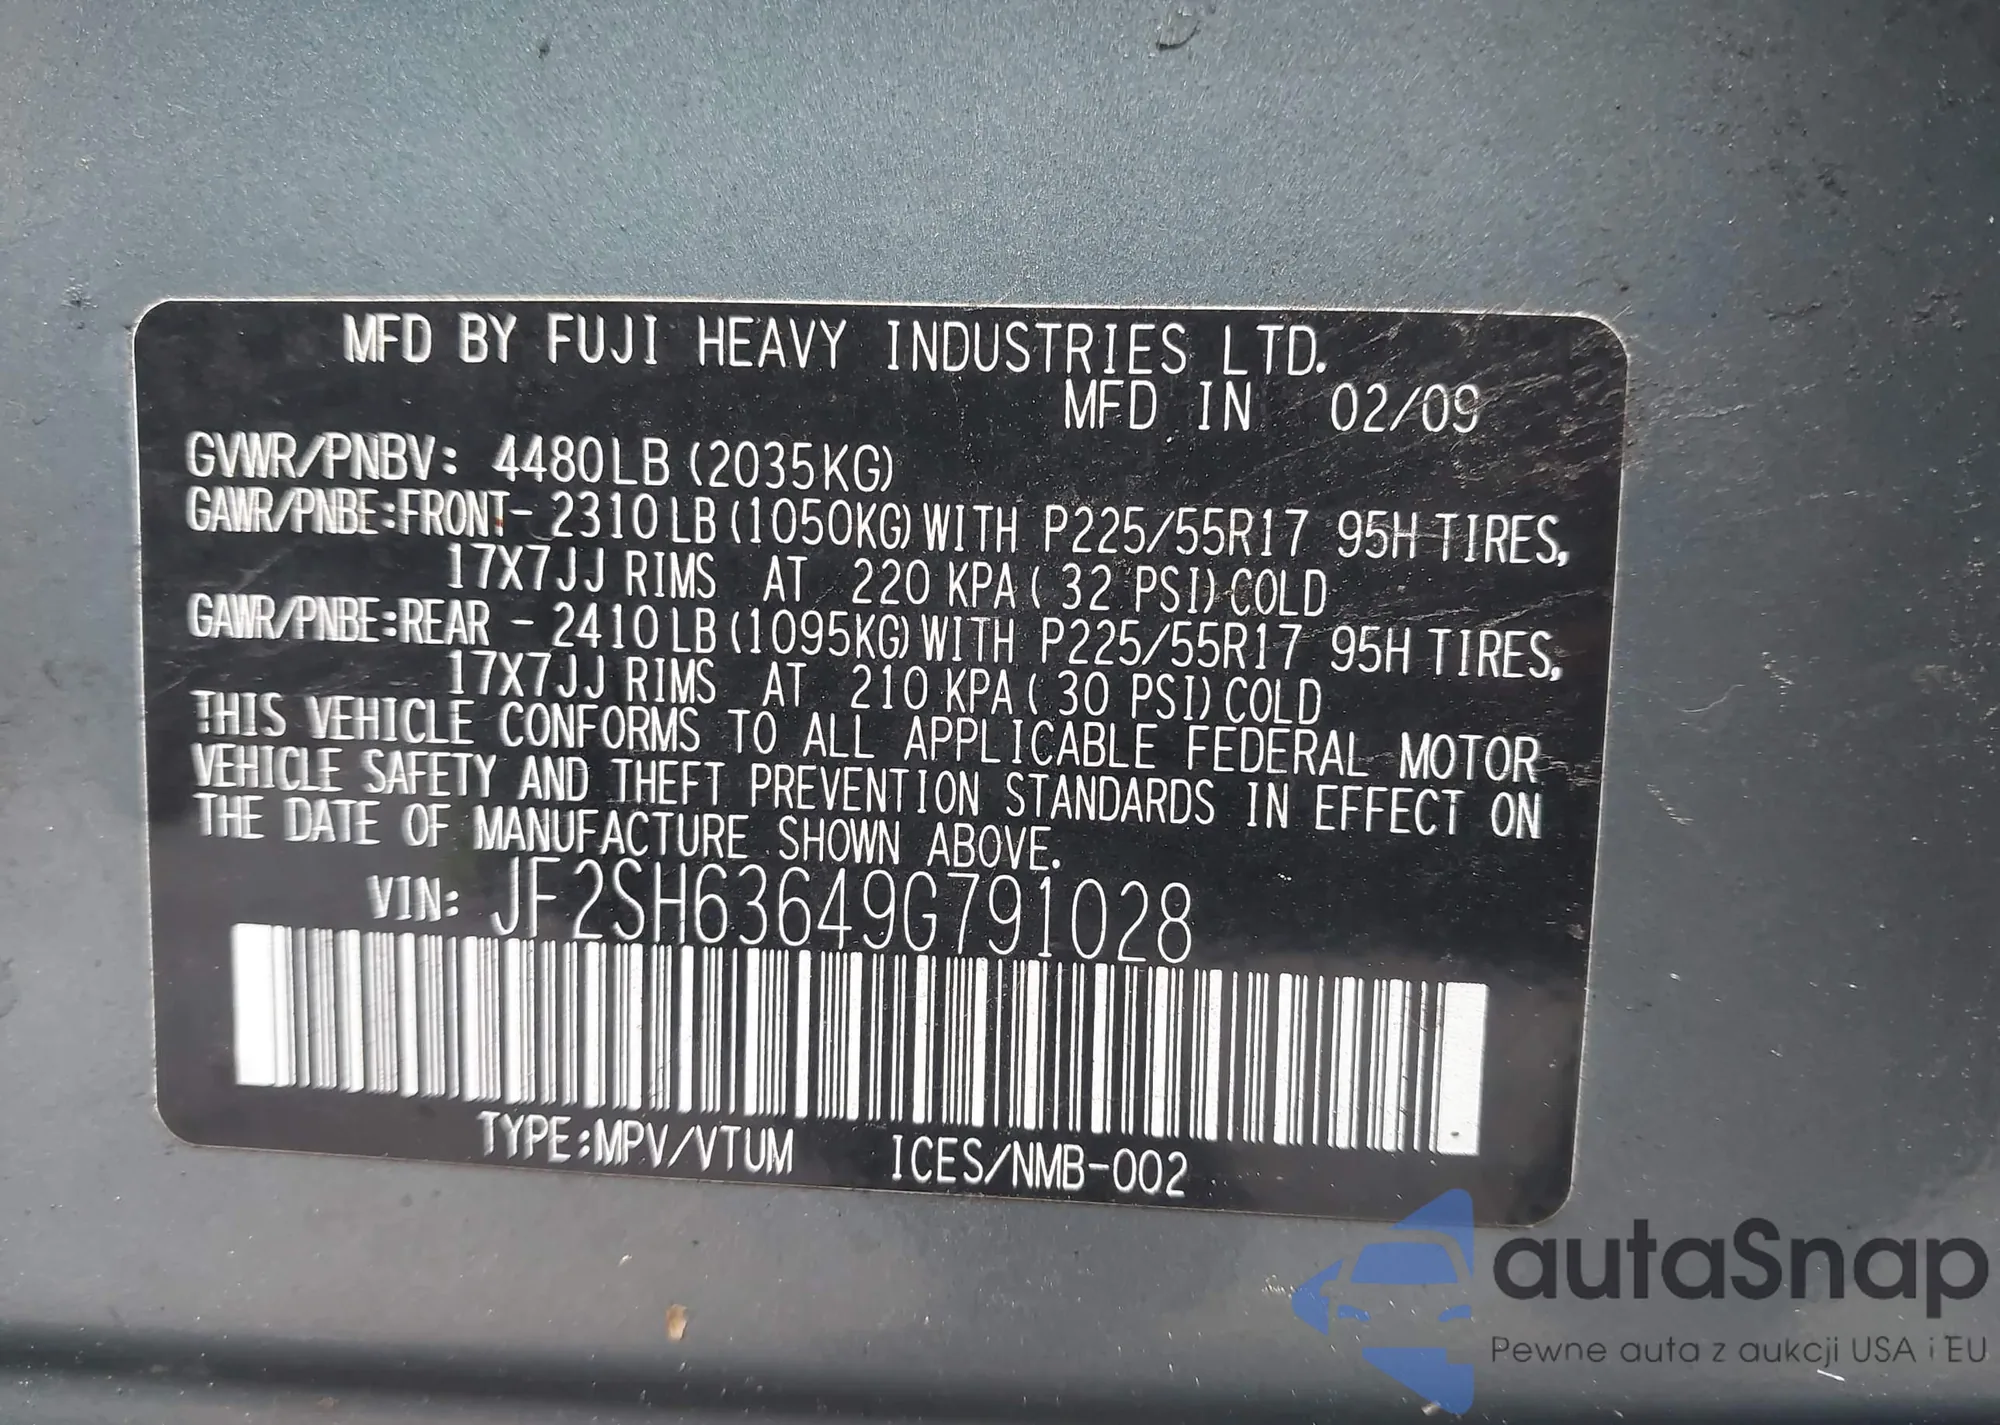 MFD BY FUJI HEAVY INDUSTRIES LTD.
MFD IN 02/09
GVWR/PNBV: 4480LB (2035KG)
GAWR/PNBE:FRONT- 2310LB (1050KG) WITH P225/55R17 95H TIRES,
17X7JJ RIMS AT 220 KPA ( 32 PSI) COLD
GAWR/PNBE:REAR - 2410LB (1095KG) WITH P225/55R17 95H TIRES,
17X7JJ RIMS AT 210 KPA ( 30 PSI) COLD
THIS VEHICLE CONFORMS TO ALL APPLICABLE FEDERAL MOTOR
VEHICLE SAFETY AND THEFT PREVENTION STANDARDS IN EFFECT ON
THE DATE OF MANUFACTURE SHOWN ABOVE.
VIN: JF2SH63649G791028
TYPE:MPV/VTUM ICES/NMB-002
autaSnap
Pewne auta z aukcji USA i EU